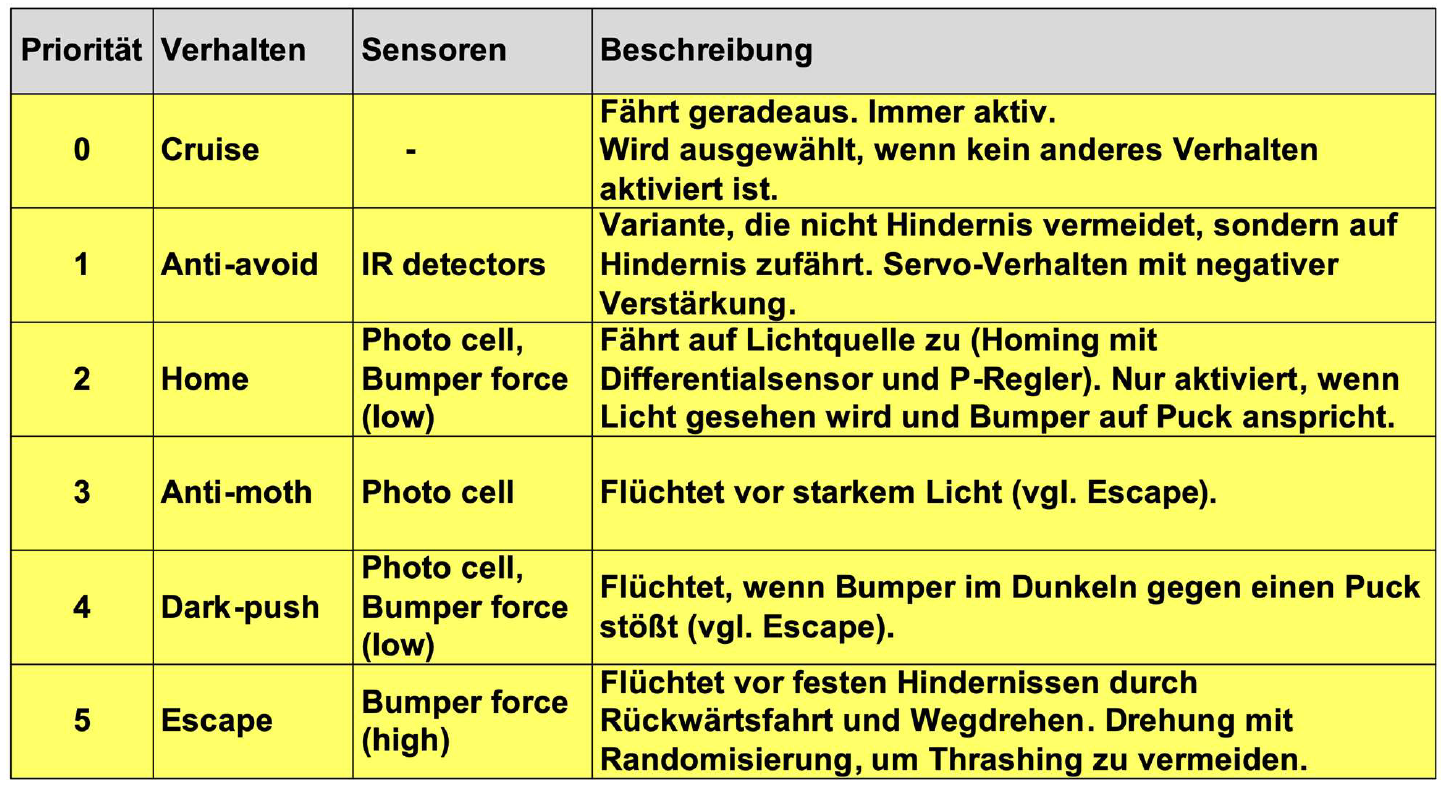 Priorität Verhalten Sensoren Beschreibung
0 Cruise - Fährt geradeaus. Immer aktiv.
Wird ausgewählt, wenn kein anderes Verhalten
aktiviert ist.
1 Anti-avoid IR detectors Variante, die nicht Hindernis vermeidet, sondern auf
Hindernis zufährt. Servo-Verhalten mit negativer
Verstärkung.
2 Home Photo cell,
Bumper force
(low)
Fährt auf Lichtquelle zu (Homing mit
Differentialsensor und P-Regler). Nur aktiviert, wenn
Licht gesehen wird und Bumper auf Puck anspricht.
3 Anti-moth Photo cell Flüchtet vor starkem Licht (vgl. Escape).
4 Dark-push Photo cell,
Bumper force
(low)
Flüchtet, wenn Bumper im Dunkeln gegen einen Puck
stößt (vgl. Escape).
5 Escape Bumper force
(high)
Flüchtet vor festen Hindernissen durch
Rückwärtsfahrt und Wegdrehen. Drehung mit
Randomisierung, um Thrashing zu vermeiden.